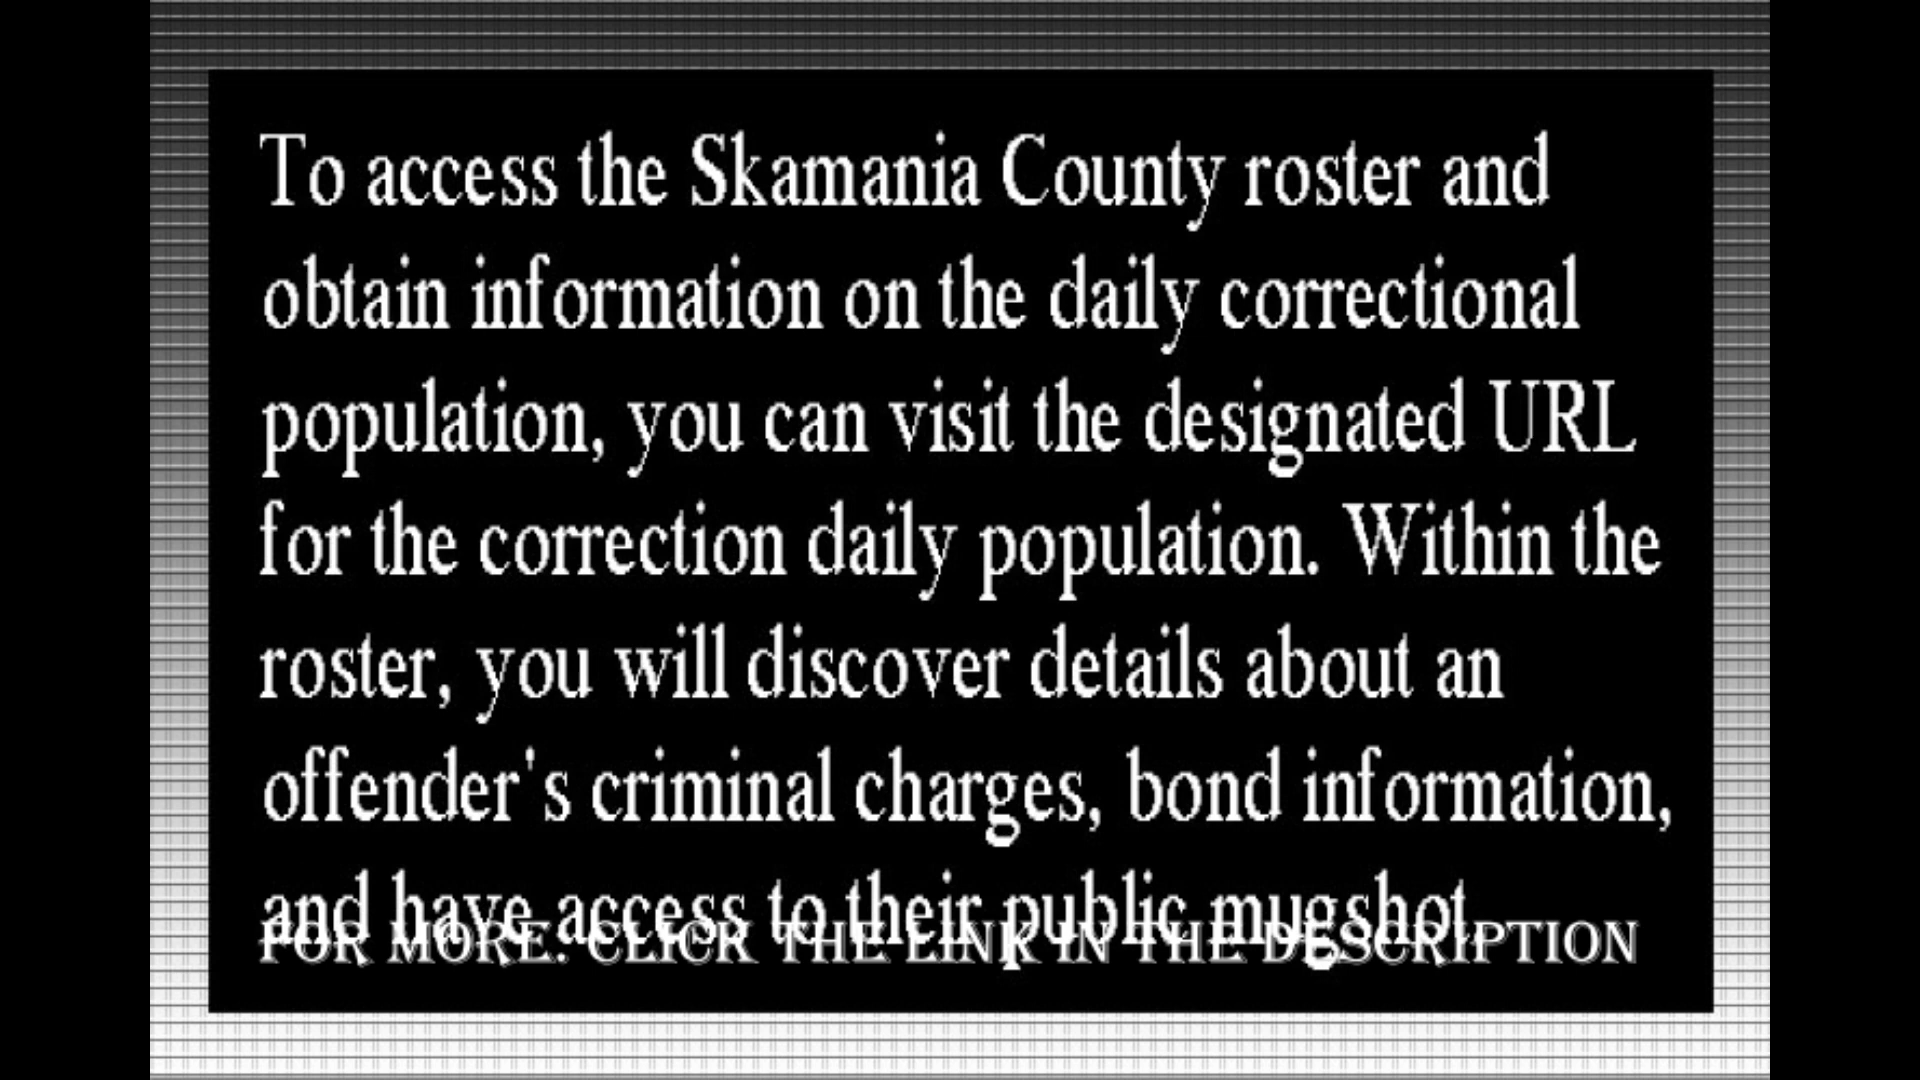 To access the Skamania County roster and
obtain information on the daily correctional
population, you can visit the designated URL
for the correction daily population. Within the
roster, you will discover details about an
offender's criminal charges, bond information,
and have access to their public mugshot.
FOR MORE: CLICK THE LINK IN THE DESCRIPTION